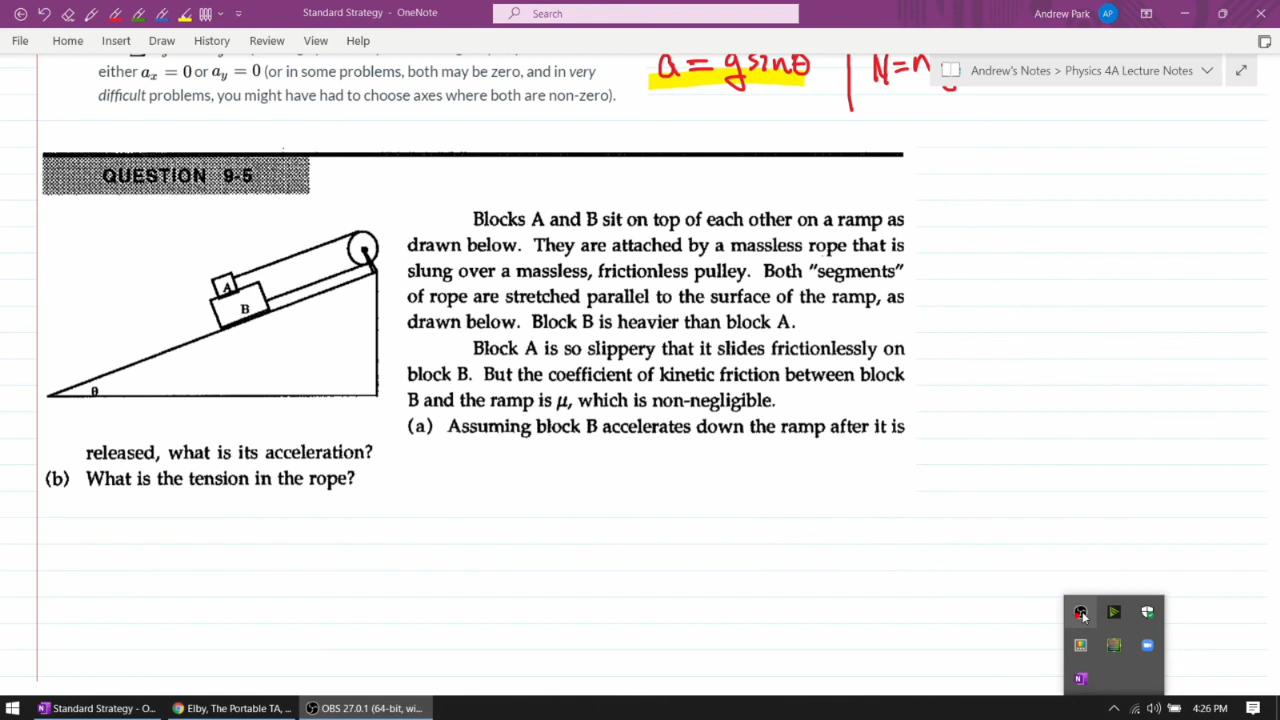 Standard Strategy - OneNote
Search
Andrew Park
AP
File Home Insert Draw History Review View Help
either aₓ = 0 or a_y = 0 (or in some problems, both may be zero, and in very
difficult problems, you might have had to choose axes where both are non-zero).
a = g sinθ
N=m
Andrew's Notes > Physics 4A Lecture Notes
QUESTION 9-5
A
B
θ
Blocks A and B sit on top of each other on a ramp as
drawn below. They are attached by a massless rope that is
slung over a massless, frictionless pulley. Both "segments"
of rope are stretched parallel to the surface of the ramp, as
drawn below. Block B is heavier than block A.
Block A is so slippery that it slides frictionlessly on
block B. But the coefficient of kinetic friction between block
B and the ramp is μ, which is non-negligible.
(a) Assuming block B accelerates down the ramp after it is
released, what is its acceleration?
(b) What is the tension in the rope?
Standard Strategy - O...
Elby, The Portable TA, ...
OBS 27.0.1 (64-bit, wi...
4:26 PM